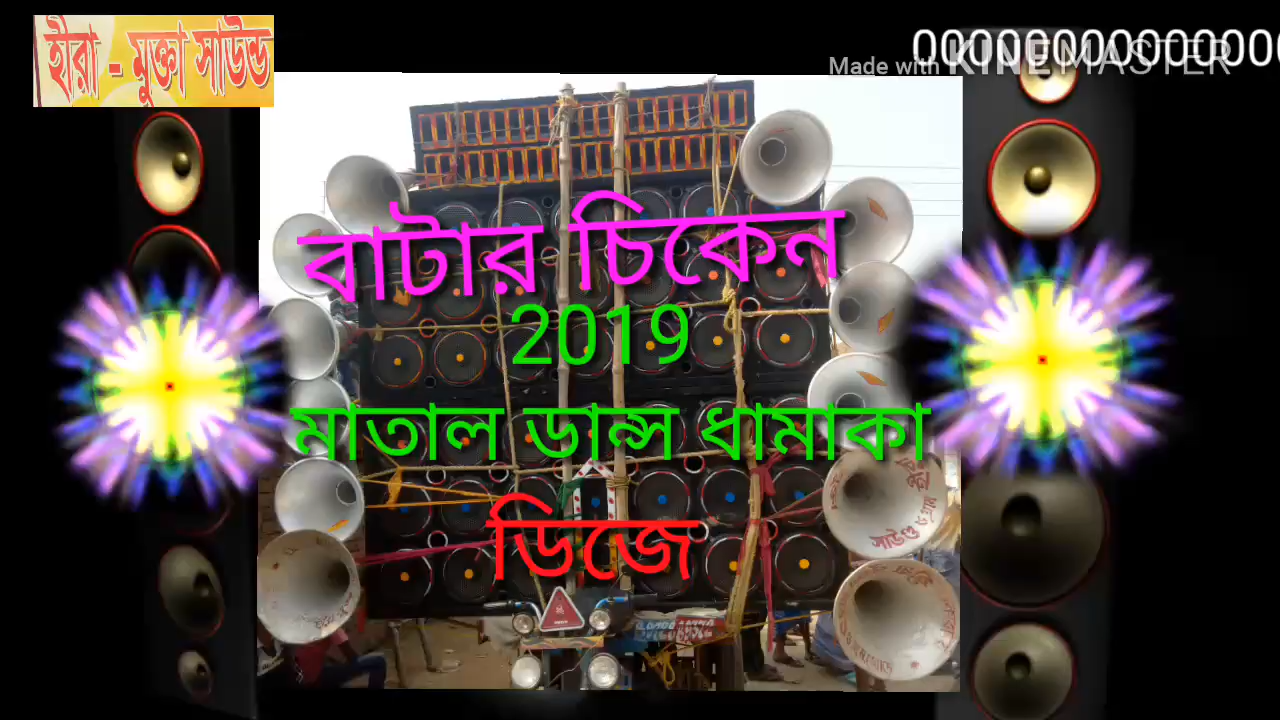 হীরা - মুক্তা সাউন্ড
Made with KINEMASTER
বাটার চিকেন
2019
মাতাল ডান্স ধামাকা
ডিজে